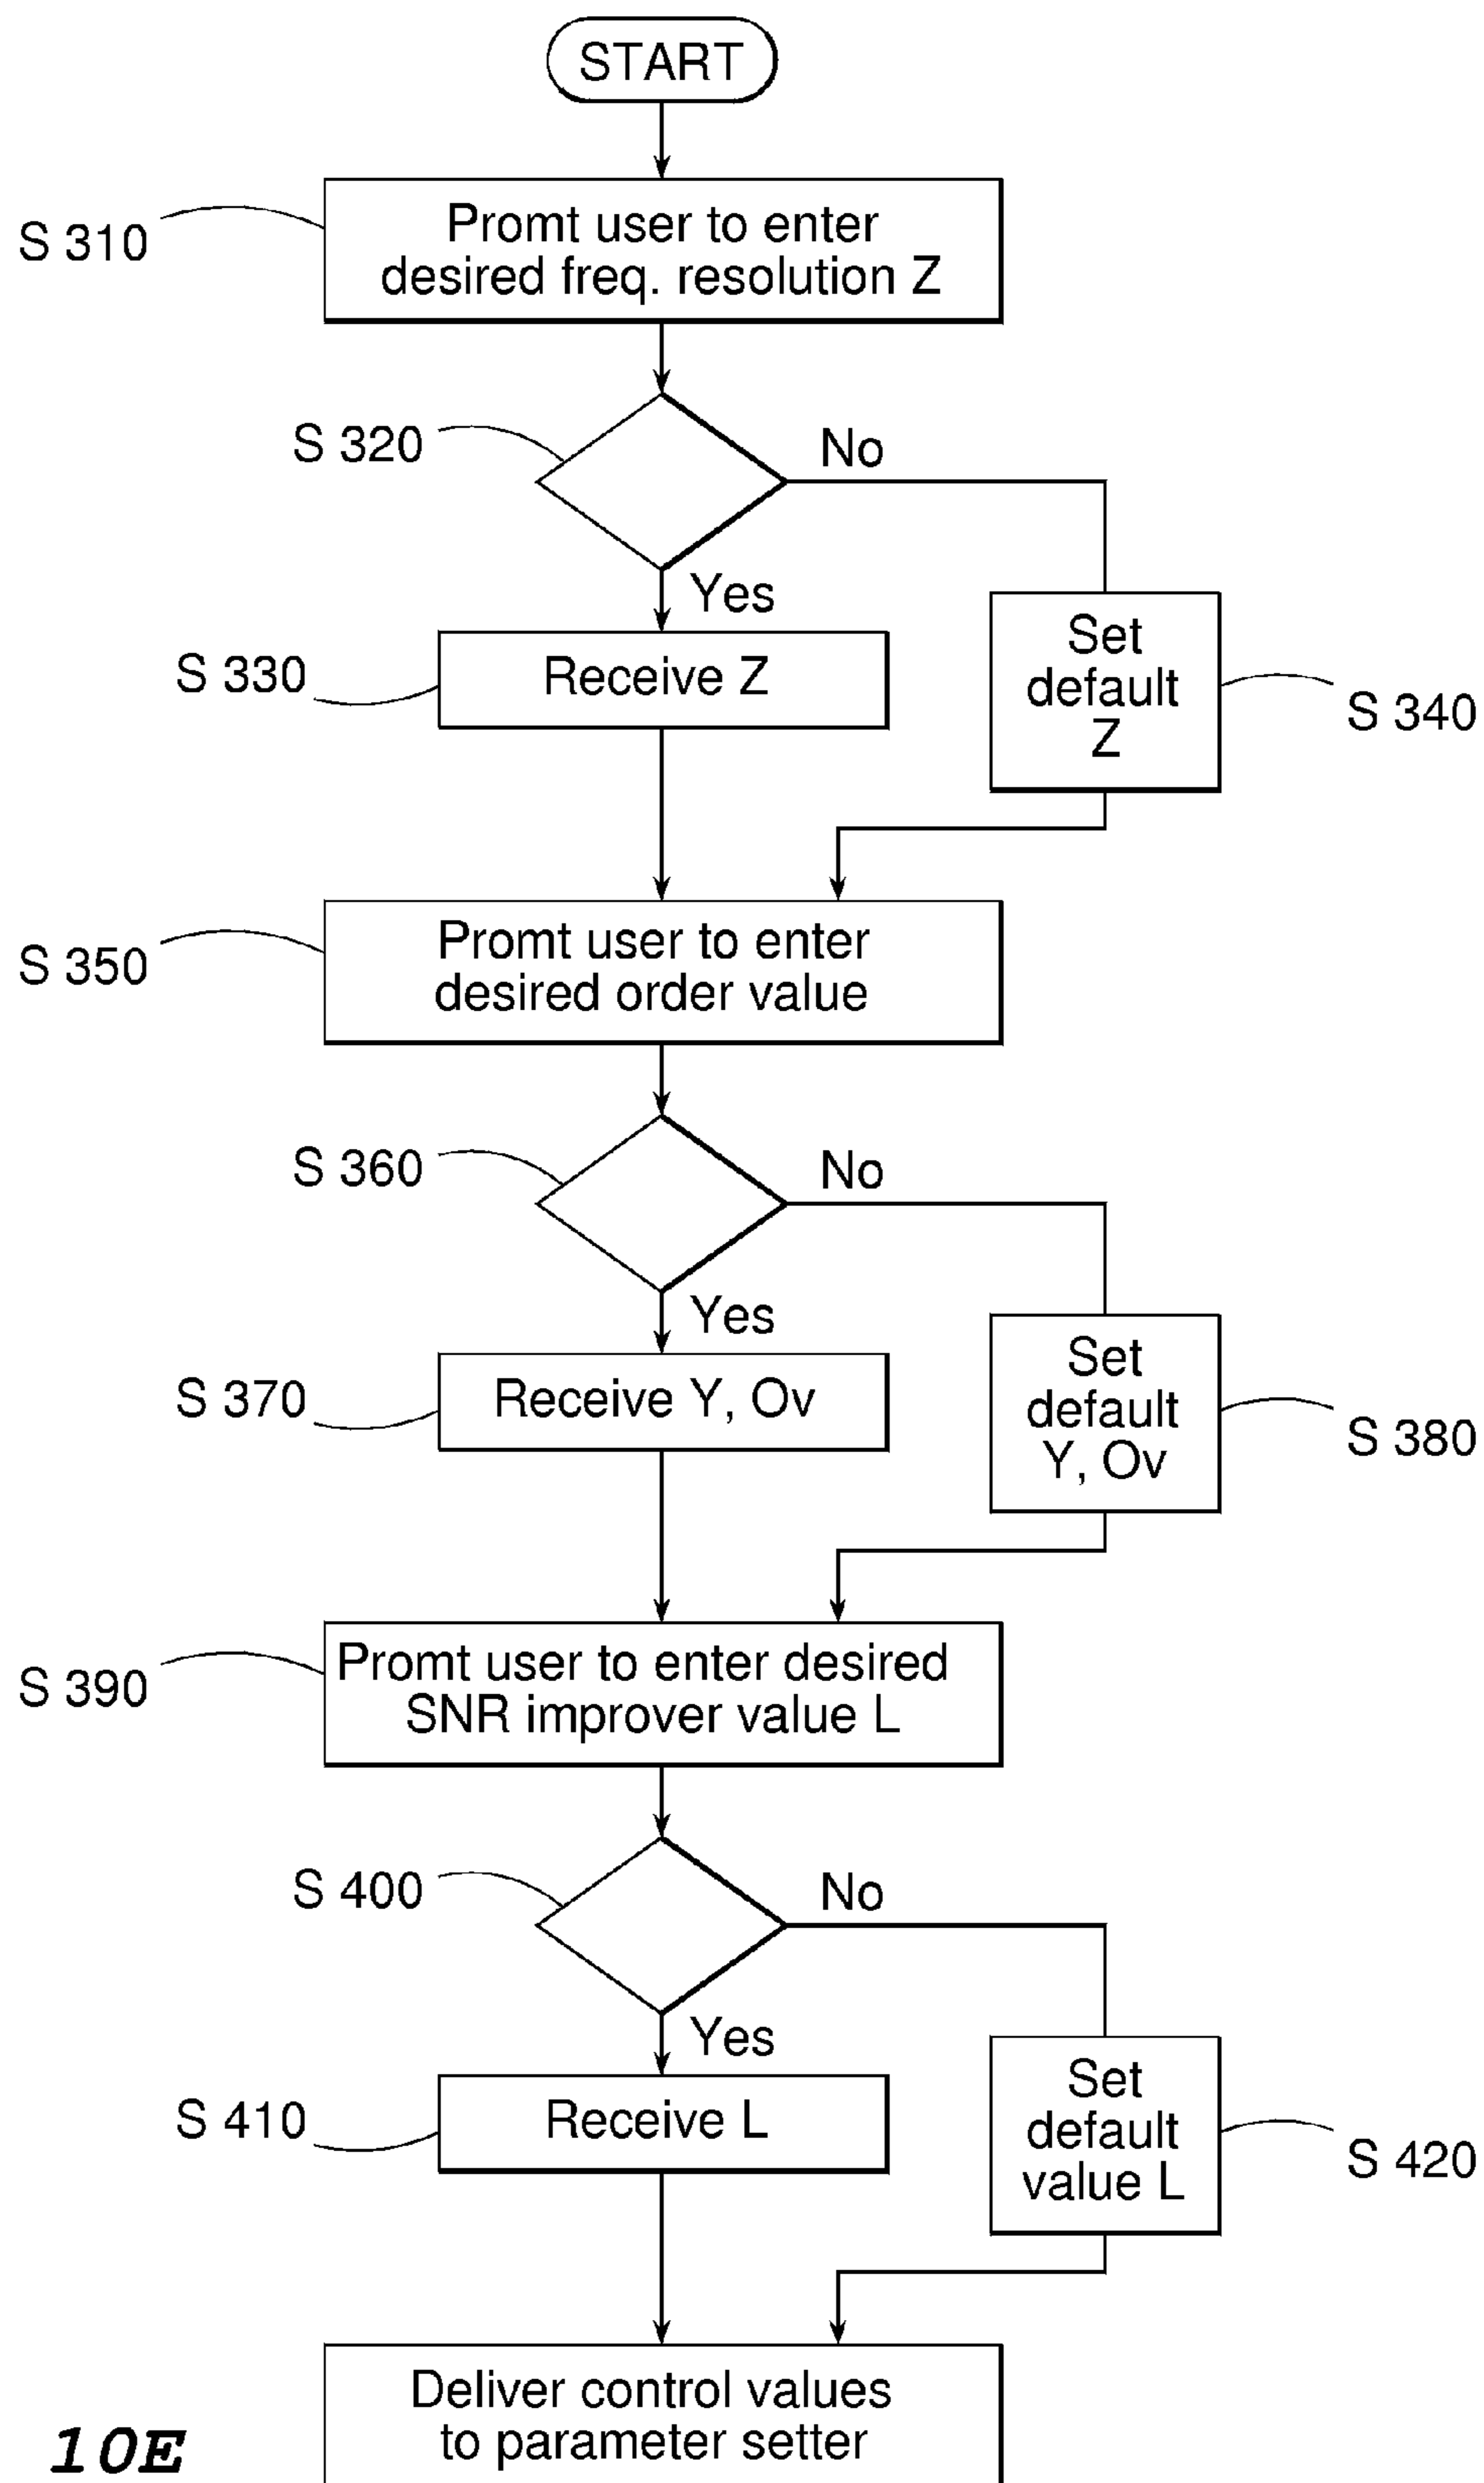 START
S 310
Promt user to enter
desired freq. resolution Z
S 320
No
Yes
S 330
Receive Z
Set
default
Z
S 340
S 350
Promt user to enter
desired order value
S 360
No
Yes
S 370
Receive Y, Ov
Set
default
Y, Ov
S 380
S 390
Promt user to enter desired
SNR improver value L
S 400
No
Yes
S 410
Receive L
Set
default
value L
S 420
Deliver control values
to parameter setter
10E